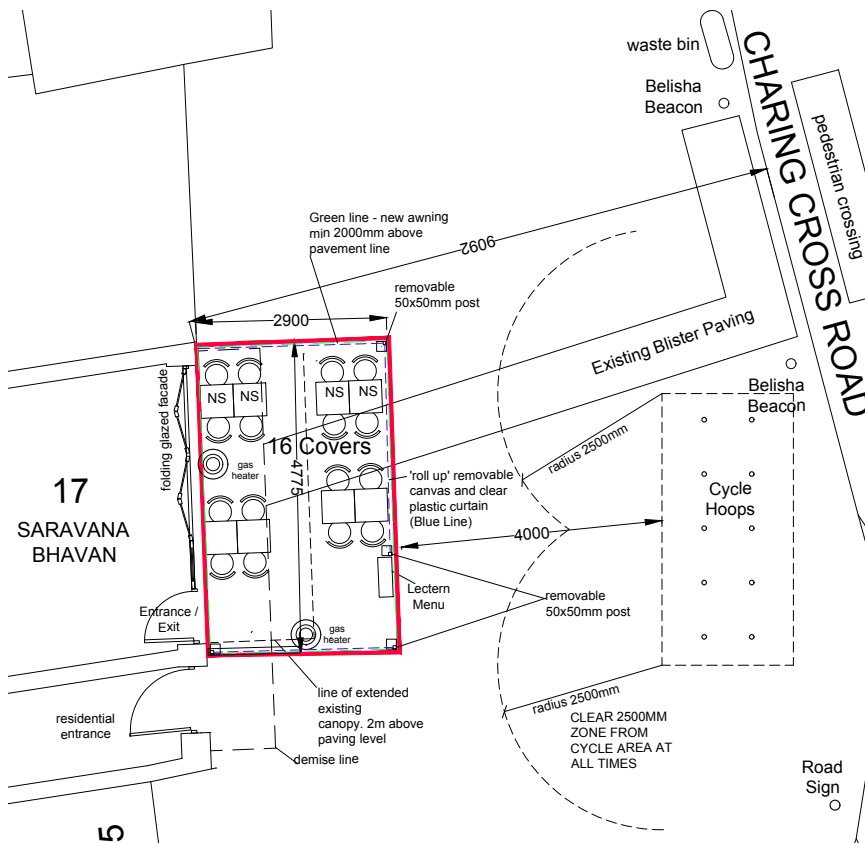 waste bin
Belisha
Beacon
CHARING CROSS ROAD
pedestrian crossing
Green line - new awning
min 2000mm above
pavement line
9092
removable
50x50mm post
2900
Existing Blister Paving
Belisha
Beacon
folding glazed facade
NS
NS
NS
NS
16 Covers
4775
gas
heater
'roll up' removable
canvas and clear
plastic curtain
(Blue Line)
radius 2500mm
Cycle
Hoops
17
SARAVANA
BHAVAN
4000
Lectern
Menu
removable
50x50mm post
Entrance /
Exit
gas
heater
residential
entrance
line of extended
existing
canopy. 2m above
paving level
demise line
radius 2500mm
CLEAR 2500MM
ZONE FROM
CYCLE AREA AT
ALL TIMES
Road
Sign
5